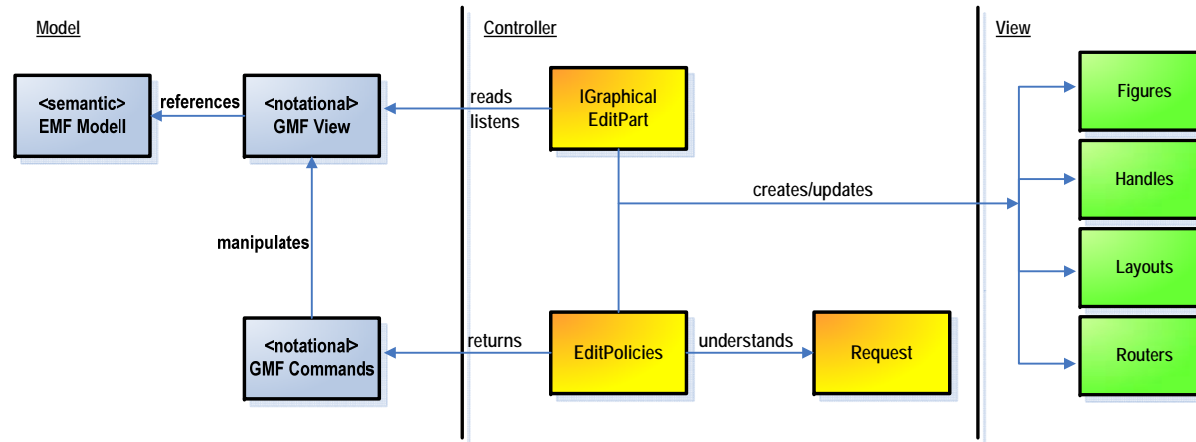 Model
Controller
View
<semantic>
EMF Modell
references
<notational>
GMF View
reads
listens
IGraphical
EditPart
Figures
Handles
creates/updates
manipulates
Layouts
<notational>
GMF Commands
returns
EditPolicies
understands
Request
Routers